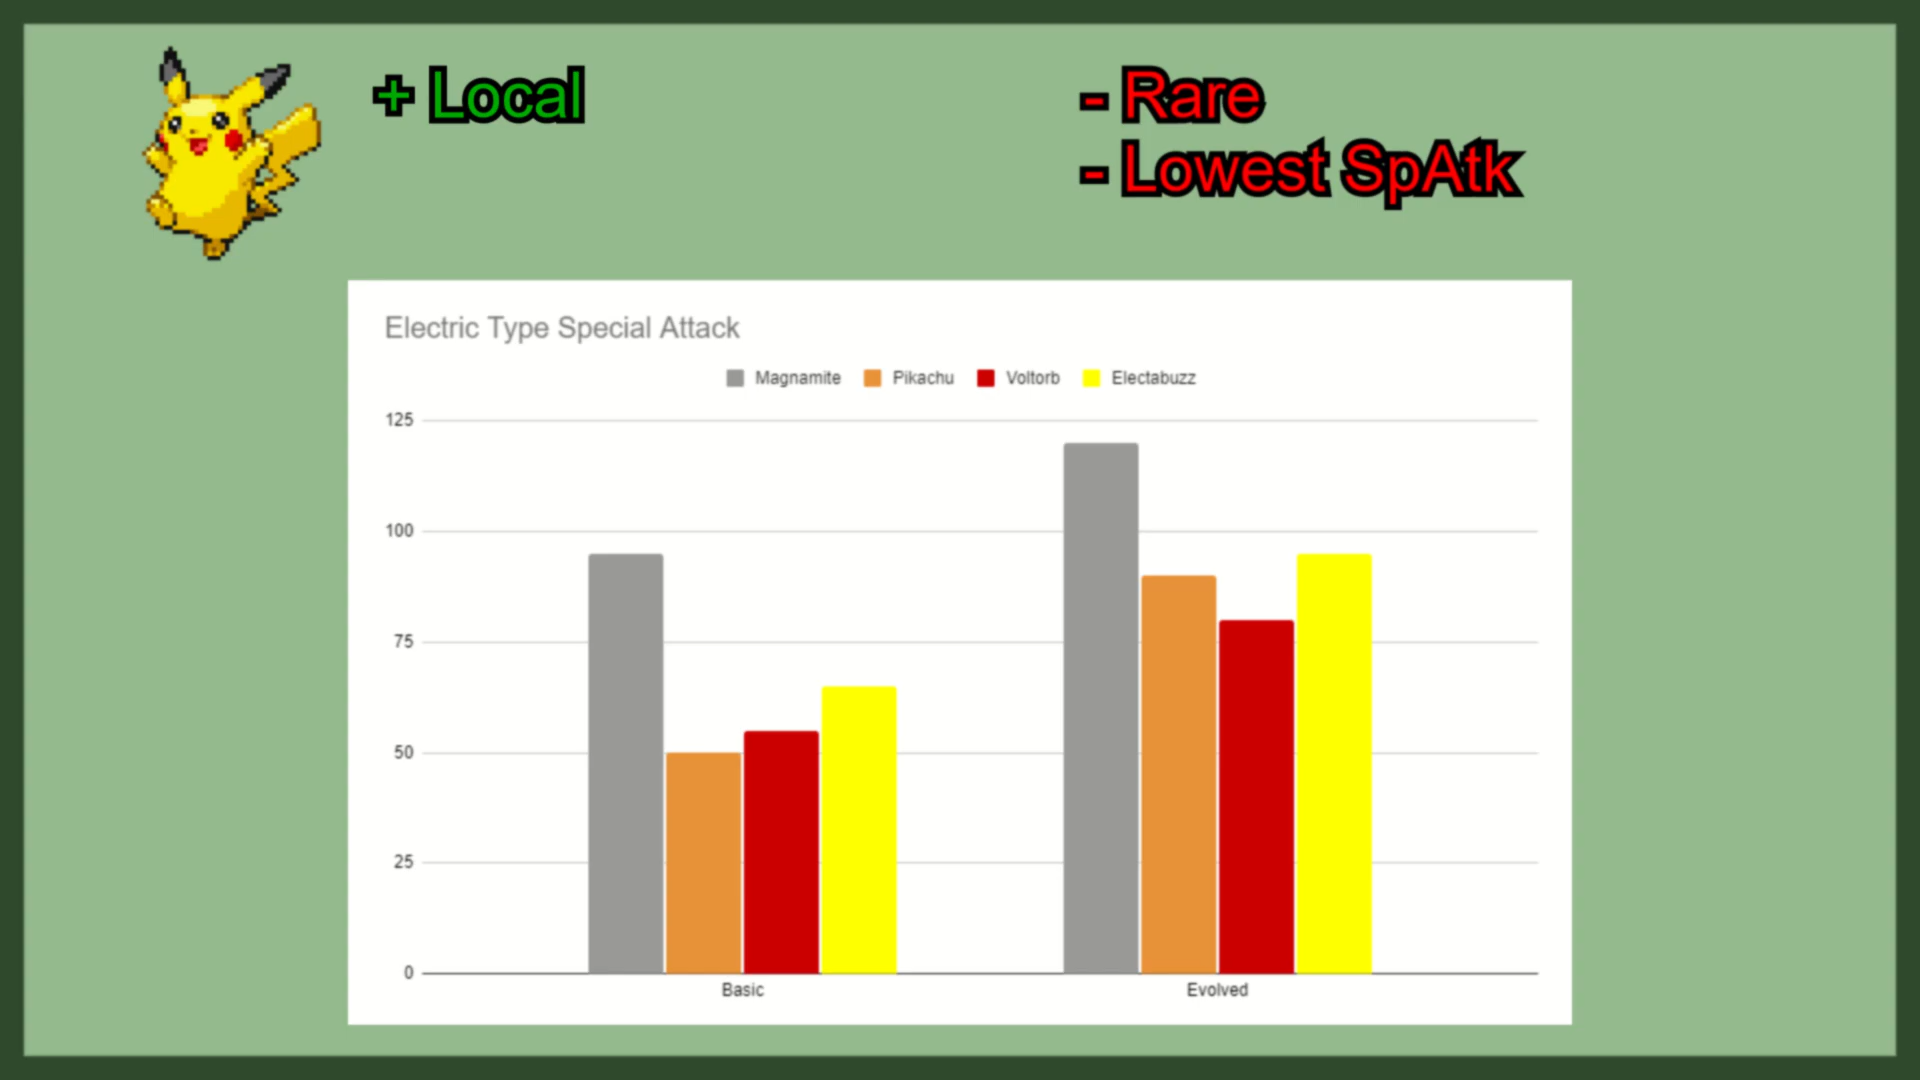 + Local
- Rare
- Lowest SpAtk
Electric Type Special Attack
Magnamite Pikachu Voltorb Electabuzz
125
100
75
50
25
0
Basic Evolved